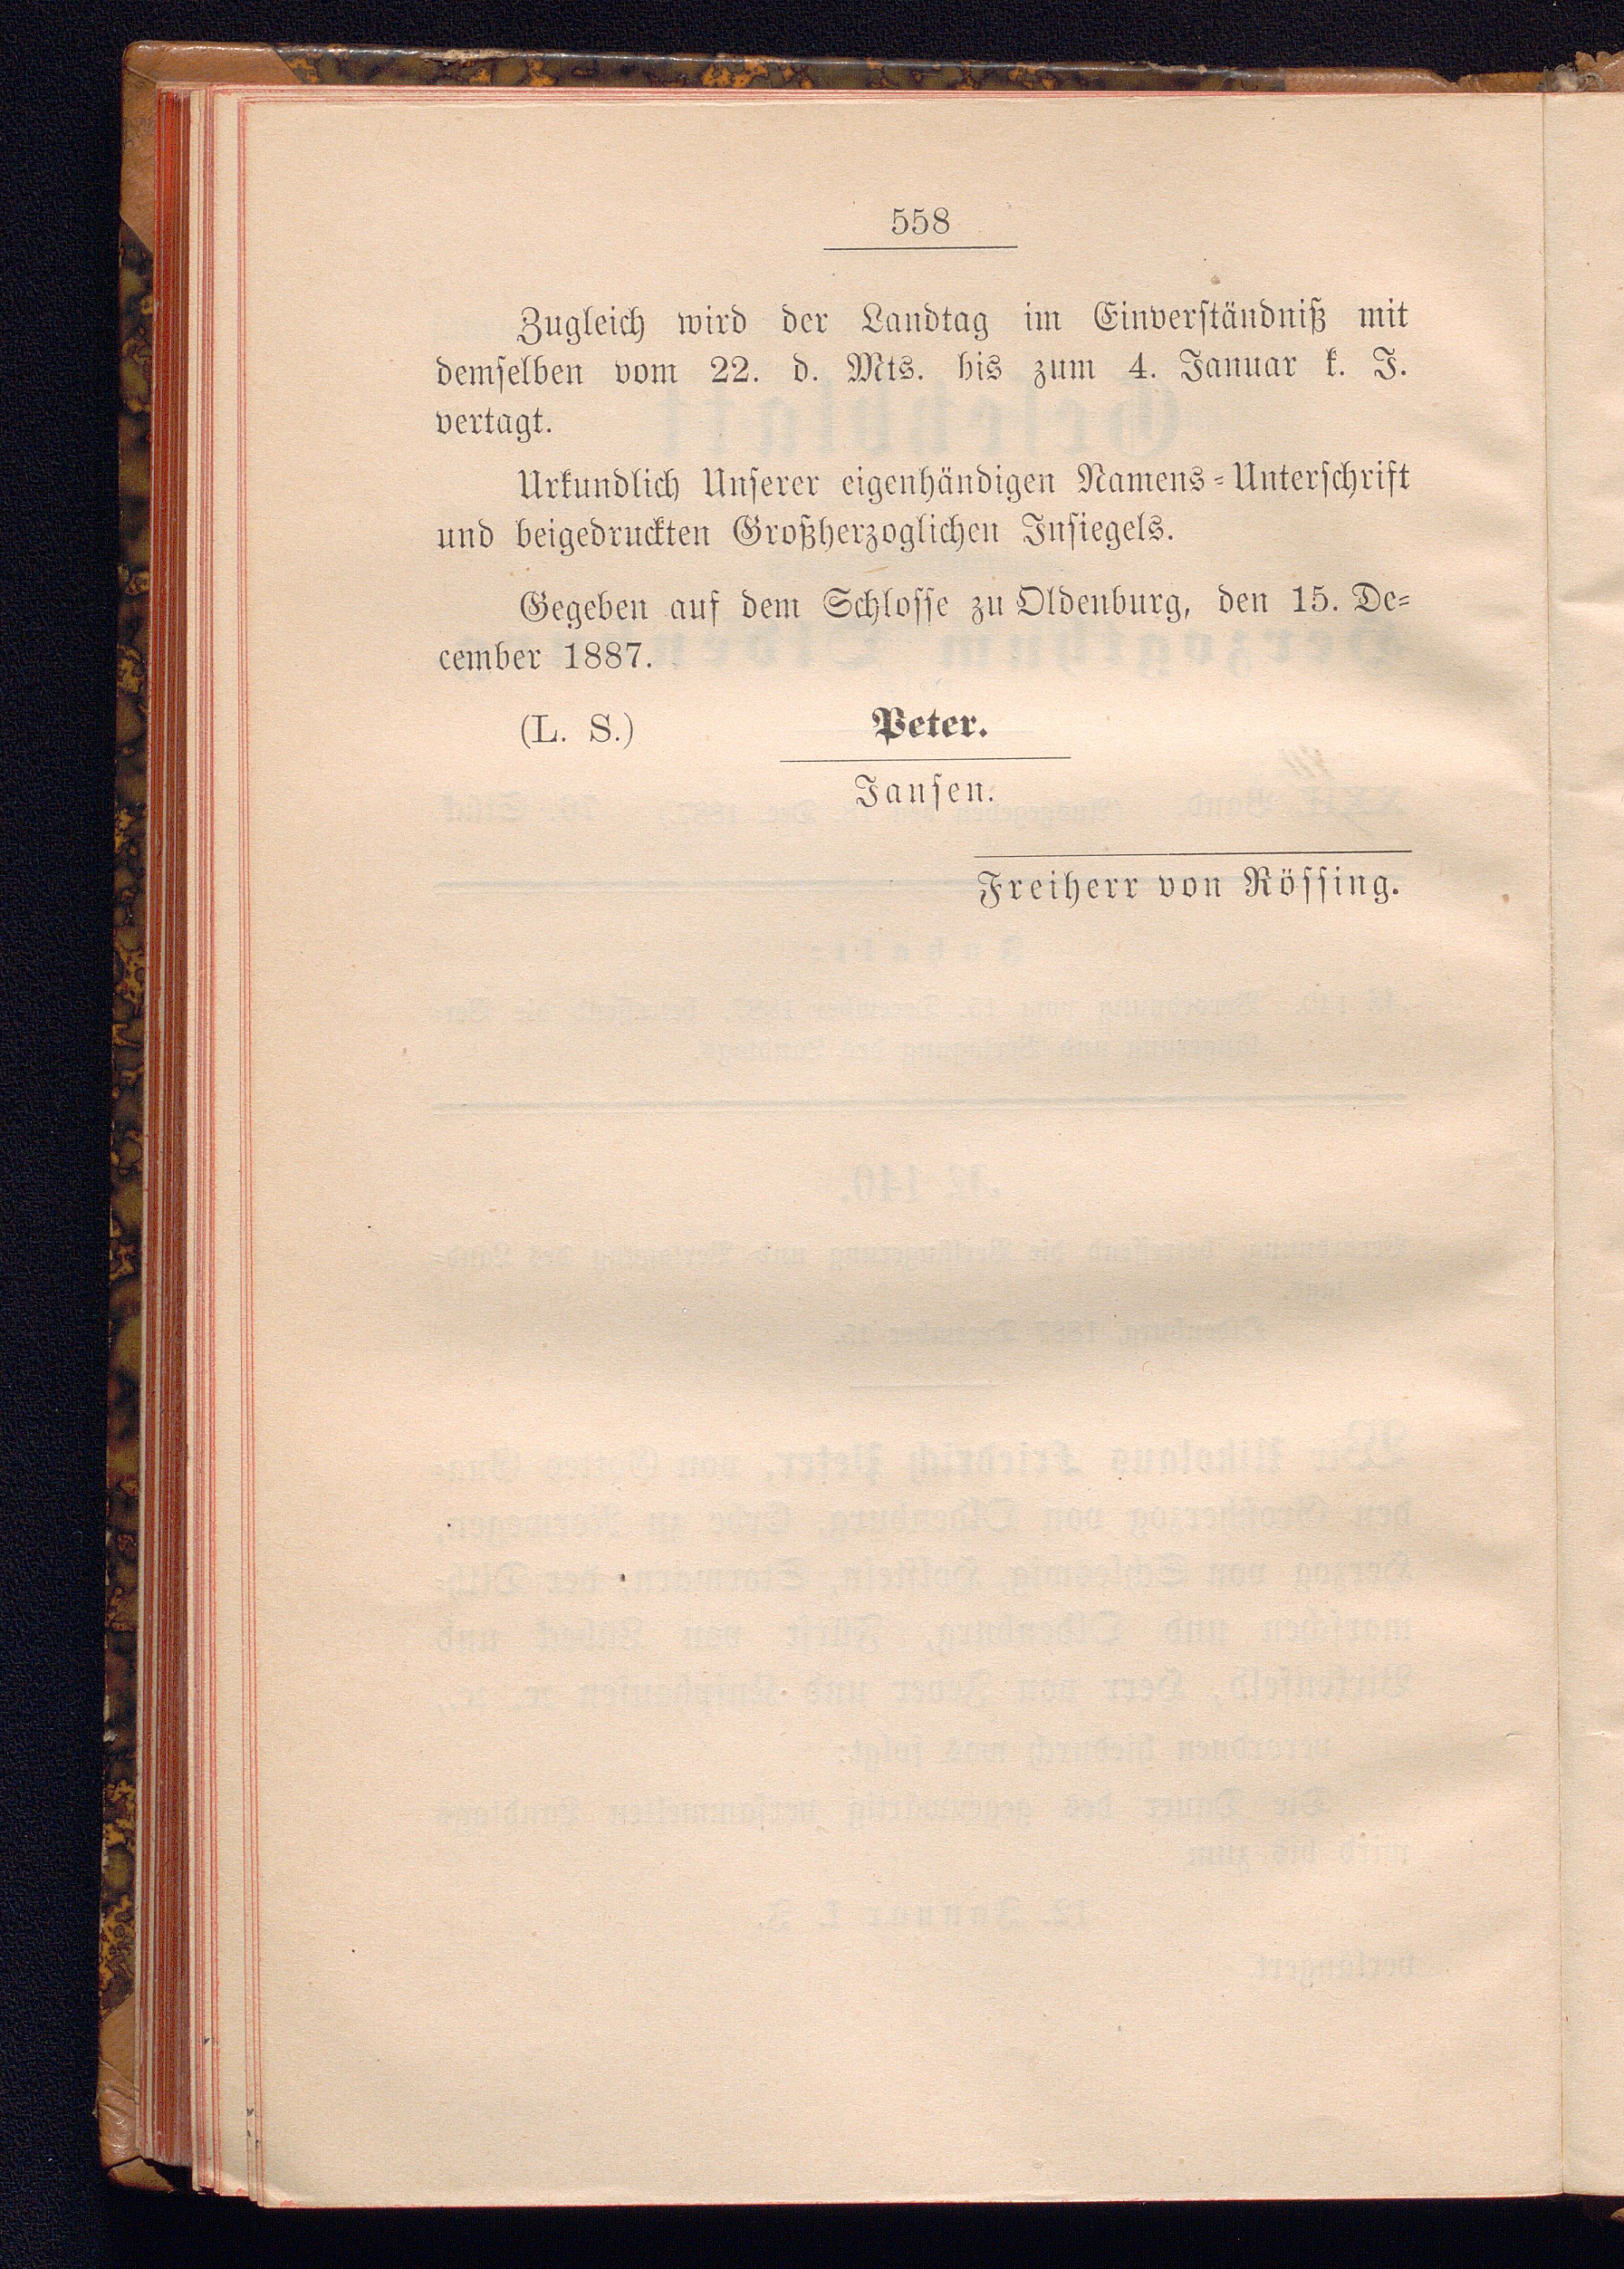 558
Zugleich wird der Landtag im Einverständniß mit
demselben vom 22. d. Mts. bis zum 4. Januar k. J.
vertagt.
Urkundlich Unserer eigenhändigen Namens-Unterschrift
und beigedruckten Großherzoglichen Insiegels.
Gegeben auf dem Schlosse zu Oldenburg, den 15. De-
cember 1887.
(L. S.) Peter.
Jansen.
Freiherr von Rössing.